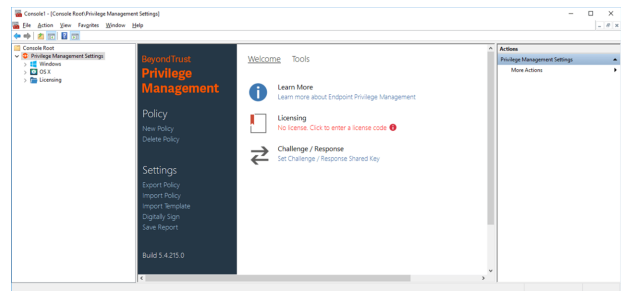 Console1 - [Console Root\Privilege Management Settings]
File Action View Favorites Window Help
Console Root
Privilege Management Settings
Windows
OS X
Licensing
BeyondTrust
Privilege
Management
Policy
New Policy
Delete Policy
Settings
Export Policy
Import Policy
Import Template
Digitally Sign
Save Report
Build 5.4.215.0
Welcome Tools
Learn More
Learn more about Endpoint Privilege Management
Licensing
No license. Click to enter a license code
Challenge / Response
Set Challenge / Response Shared Key
Actions
Privilege Management Settings
More Actions